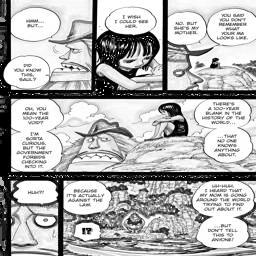 HMM...
BUT...
DID YOU
KNOW THIS,
SAUL?
I WISH
I COULD SEE
HER.
NO. BUT
SHE'S MY
MOTHER.
YOU SAID
YOU DON'T
REMEMBER
WHAT
YOUR MA
LOOKS LIKE.
OH, YOU
MEAN THE
100-YEAR
VOID?
I'M
SORTA
CURIOUS,
BUT THE
GOVERNMENT
FORBIDS
CHECKING
INTO IT.
THERE'S
A 100-YEAR
BLANK IN THE
HISTORY OF THE
WORLD...
THAT
NO ONE
KNOWS
ANYTHING
ABOUT.
HUH?!
BECAUSE
IT'S ACTUALLY
AGAINST THE
LAW.
!?
UH-HUH.
I HEARD THAT
MY MOM IS GOING
AROUND THE WORLD
TRYING TO FIND
OUT ABOUT IT.
...BUT
DON'T TELL
THIS TO
ANYONE!